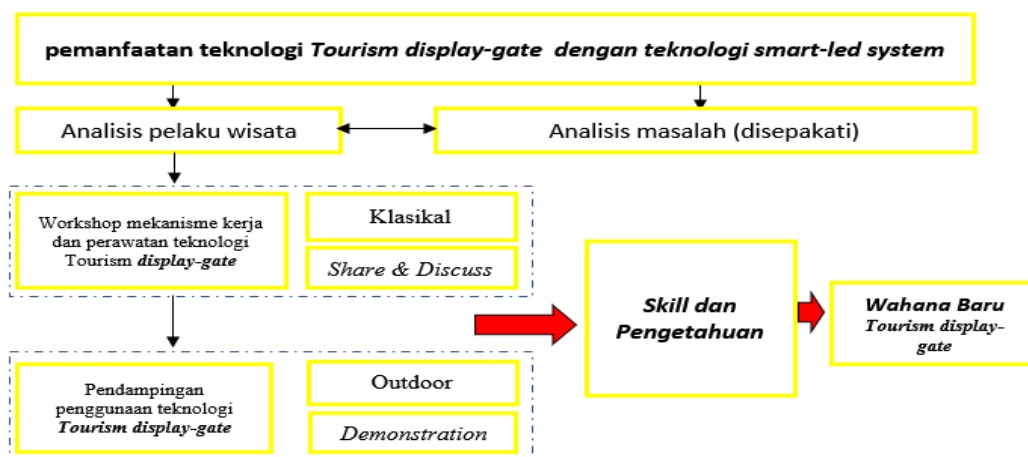 pemanfaatan teknologi Tourism display-gate dengan teknologi smart-led system
Analisis pelaku wisata
Analisis masalah (disepakati)
Workshop mekanisme kerja
dan perawatan teknologi
Tourism display-gate
Klasikal
Share & Discuss
Skill dan
Pengetahuan
Wahana Baru
Tourism display-
gate
Pendampingan
penggunaan teknologi
Tourism display-gate
Outdoor
Demonstration